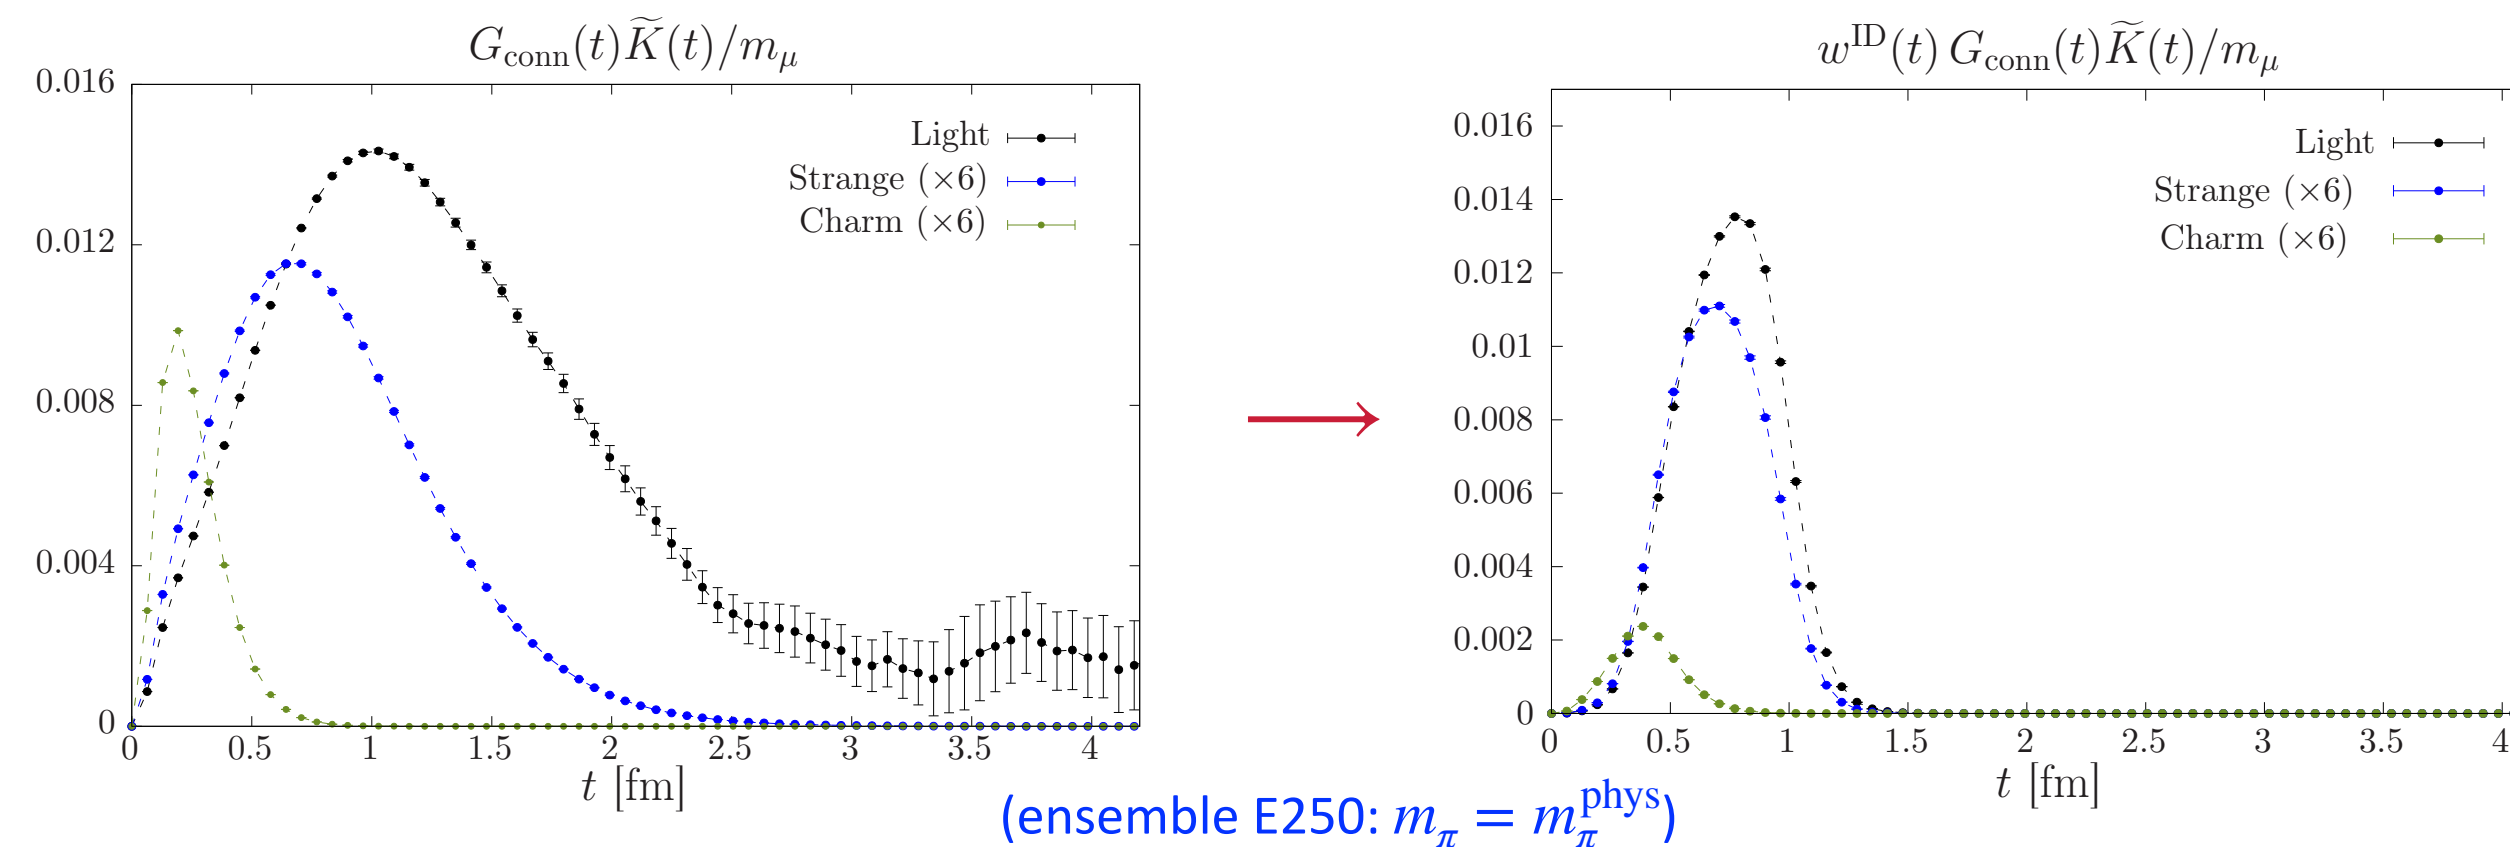 G_conn(t)K̃(t)/m_μ
0.016
0.012
0.008
0.004
0
Light
Strange (×6)
Charm (×6)
0 0.5 1 1.5 2 2.5 3 3.5 4
t [fm]
w^ID(t) G_conn(t)K̃(t)/m_μ
0.016
0.014
0.012
0.01
0.008
0.006
0.004
0.002
0
Light
Strange (×6)
Charm (×6)
0 0.5 1 1.5 2 2.5 3 3.5 4
t [fm]
(ensemble E250: m_π = m_π^phys)